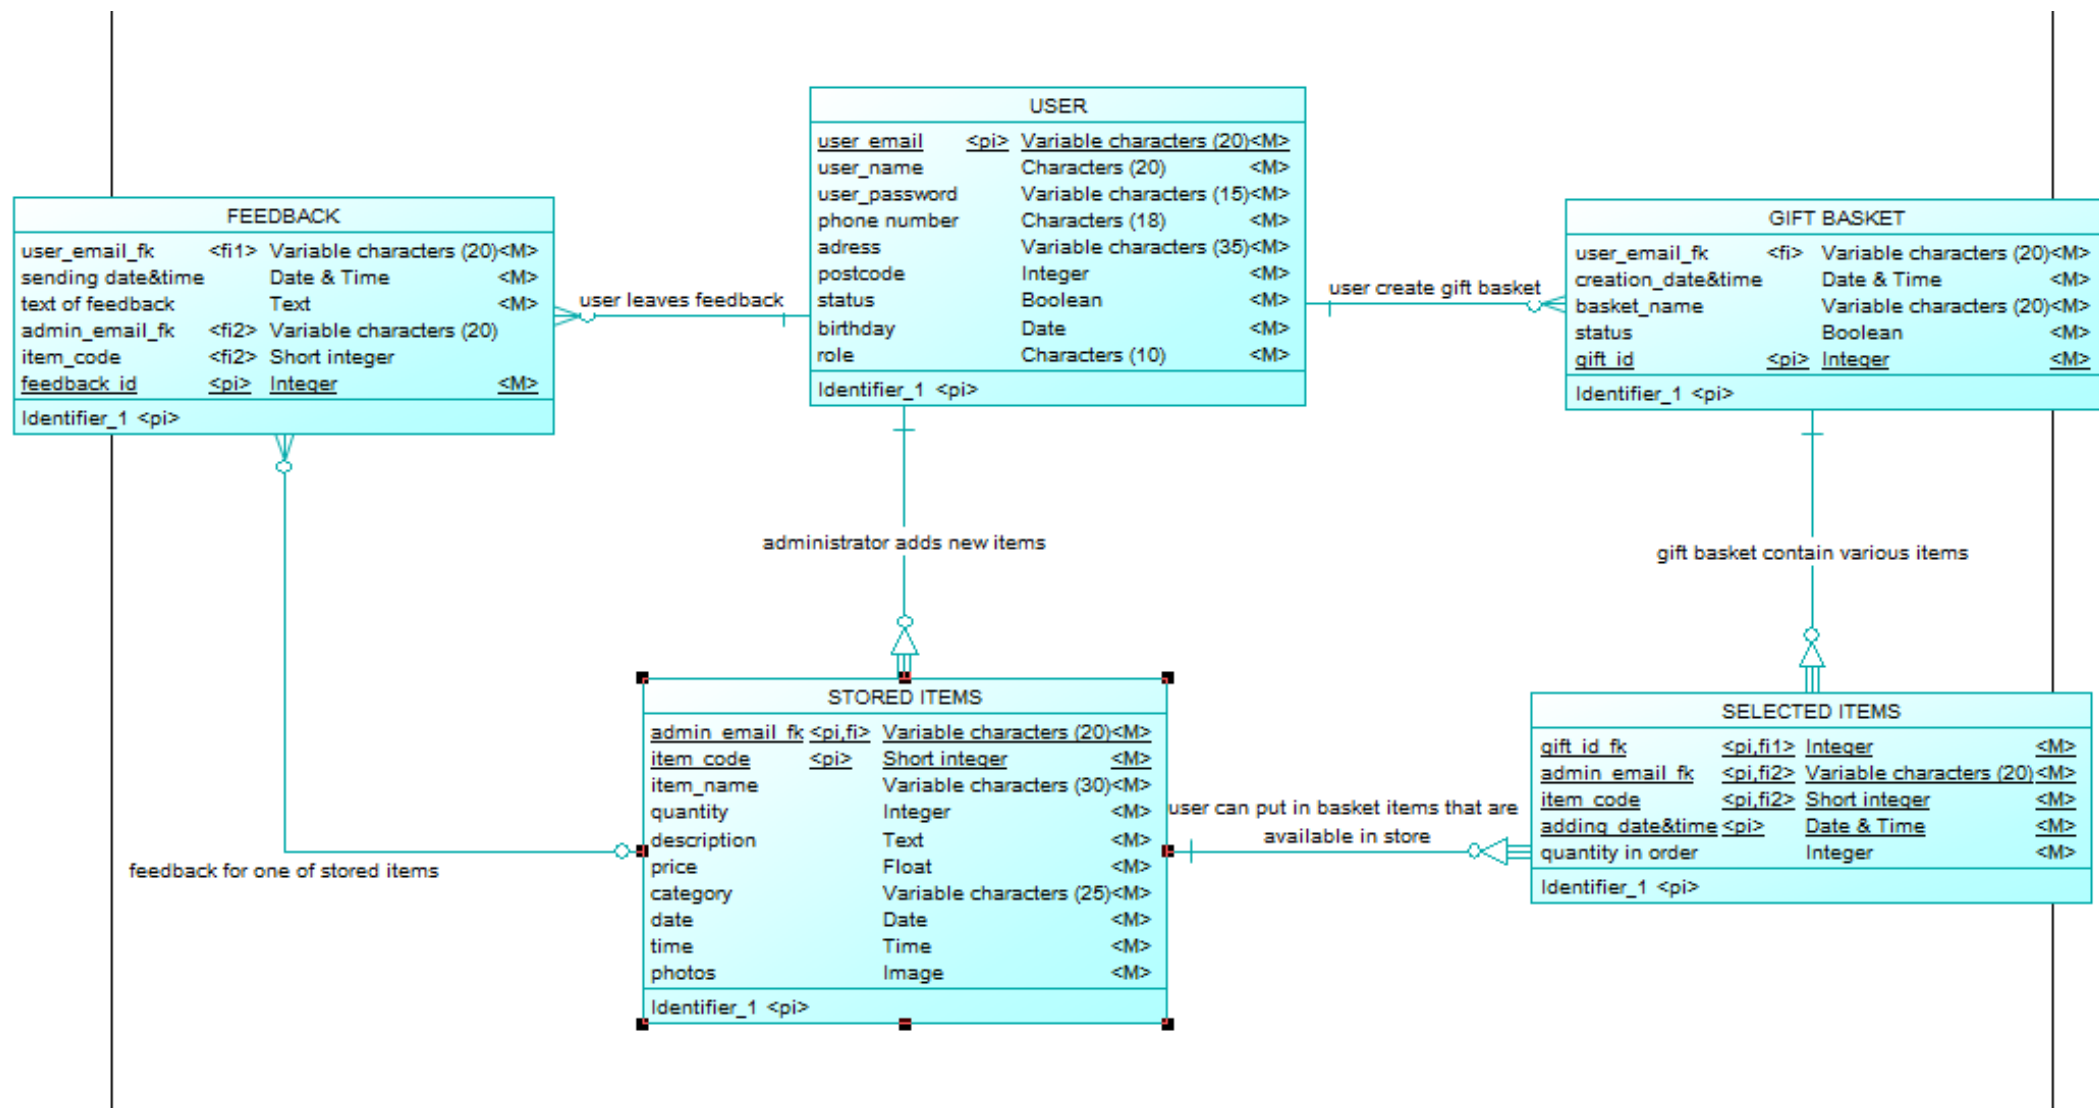 USER
user_email <pi> Variable characters (20)<M>
user_name Characters (20) <M>
user_password Variable characters (15)<M>
phone number Characters (18) <M>
adress Variable characters (35)<M>
postcode Integer <M>
status Boolean <M>
birthday Date <M>
role Characters (10) <M>
Identifier_1 <pi>
FEEDBACK
user_email_fk <fi1> Variable characters (20)<M>
sending date&time Date & Time <M>
text of feedback Text <M>
admin_email_fk <fi2> Variable characters (20)
item_code <fi2> Short integer
feedback_id <pi> Integer <M>
Identifier_1 <pi>
user leaves feedback
user create gift basket
GIFT BASKET
user_email_fk <fi> Variable characters (20)<M>
creation_date&time Date & Time <M>
basket_name Variable characters (20)<M>
status Boolean <M>
gift_id <pi> Integer <M>
Identifier_1 <pi>
administrator adds new items
gift basket contain various items
STORED ITEMS
admin_email_fk <pi,fi> Variable characters (20)<M>
item_code <pi> Short integer <M>
item_name Variable characters (30)<M>
quantity Integer <M>
description Text <M>
price Float <M>
category Variable characters (25)<M>
date Date <M>
time Time <M>
photos Image <M>
Identifier_1 <pi>
feedback for one of stored items
user can put in basket items that are
available in store
SELECTED ITEMS
gift_id_fk <pi,fi1> Integer <M>
admin_email_fk <pi,fi2> Variable characters (20)<M>
item_code <pi,fi2> Short integer <M>
adding_date&time <pi> Date & Time <M>
quantity in order Integer <M>
Identifier_1 <pi>